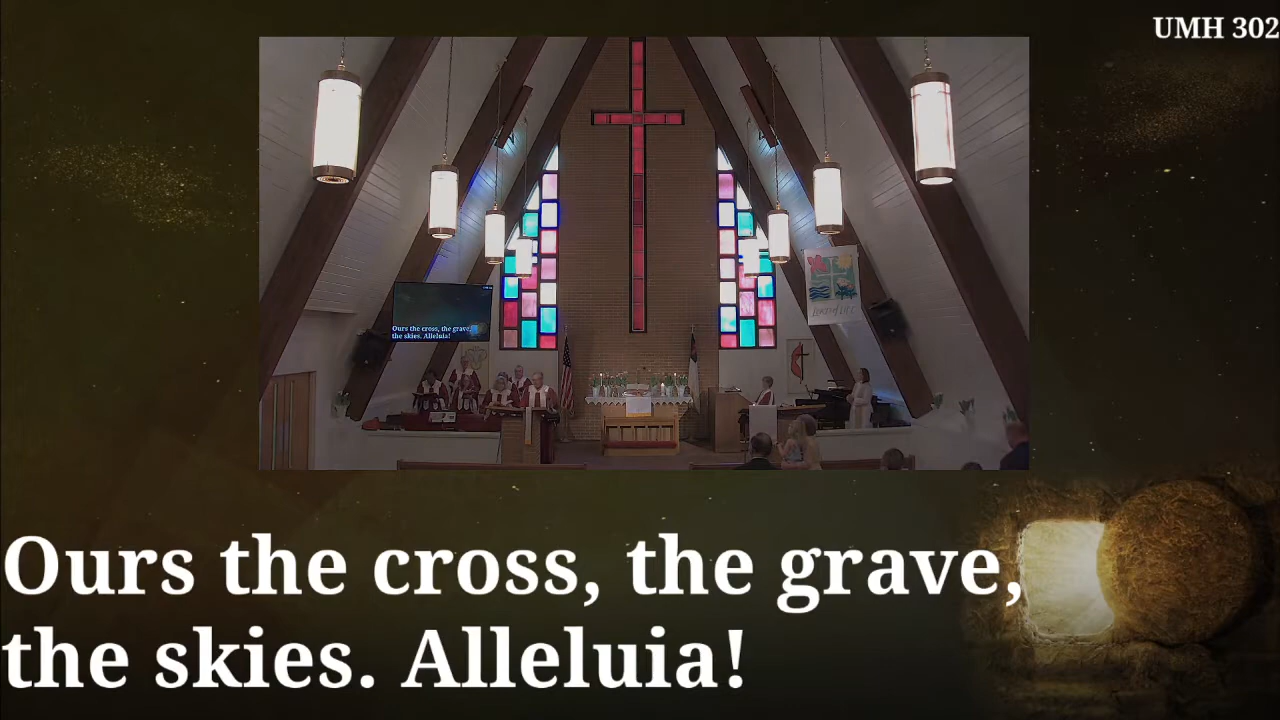 UMH 302
Ours the cross, the grave,
the skies. Alleluia!
Ours the cross, the grave,
the skies. Alleluia!